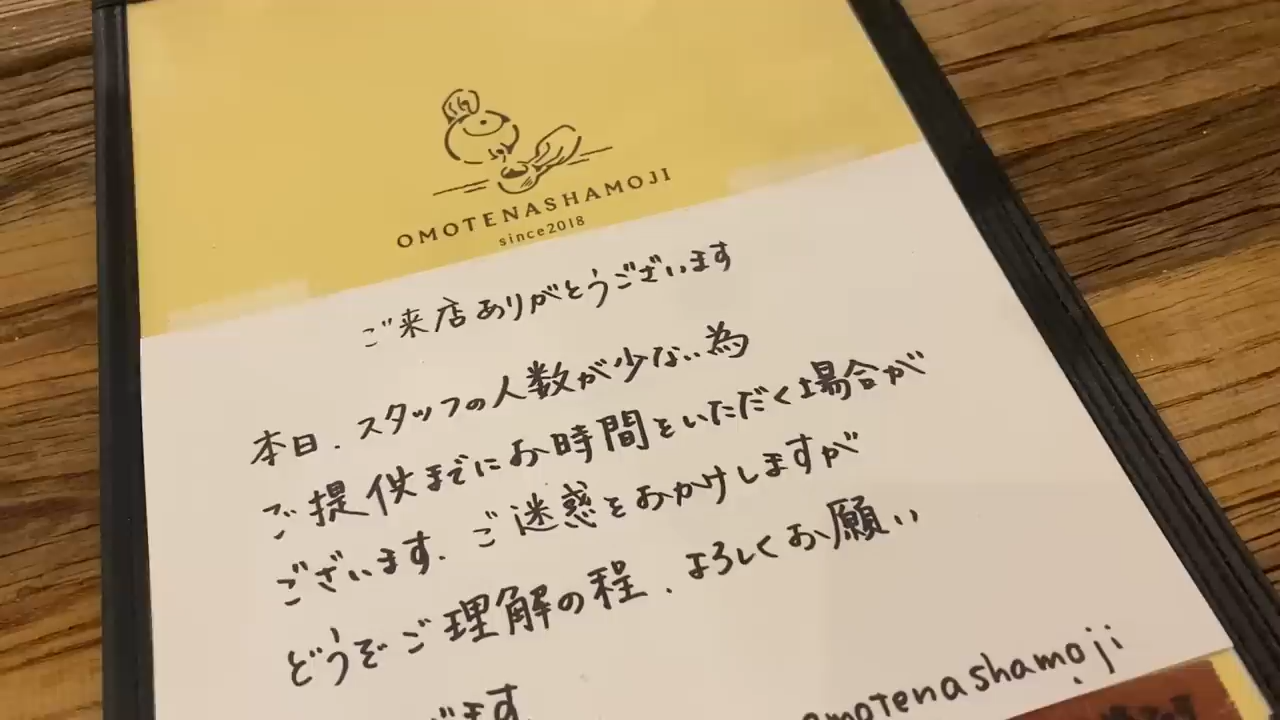 OMOTENASHAMOJI
since2018
ご来店ありがとうございます
本日、スタッフの人数が少ない為
ご提供までにお時間をいただく場合が
ございます。ご迷惑をおかけしますが
どうぞご理解の程、よろしくお願い
ます
omotenashamoji